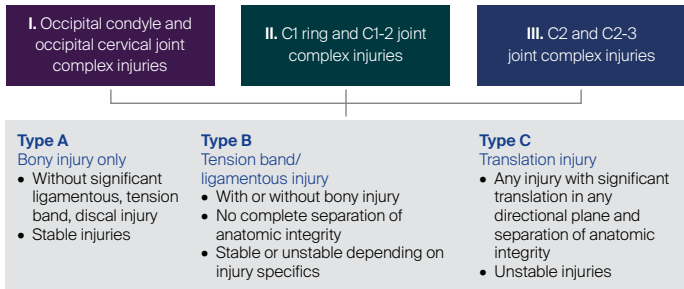 I. Occipital condyle and
occipital cervical joint
complex injuries
II. C1 ring and C1-2 joint
complex injuries
III. C2 and C2-3
joint complex injuries
Type A
Bony injury only
• Without significant
ligamentous, tension
band, discal injury
• Stable injuries
Type B
Tension band/
ligamentous injury
• With or without bony injury
• No complete separation of
anatomic integrity
• Stable or unstable depending on
injury specifics
Type C
Translation injury
• Any injury with significant
translation in any
directional plane and
separation of anatomic
integrity
• Unstable injuries